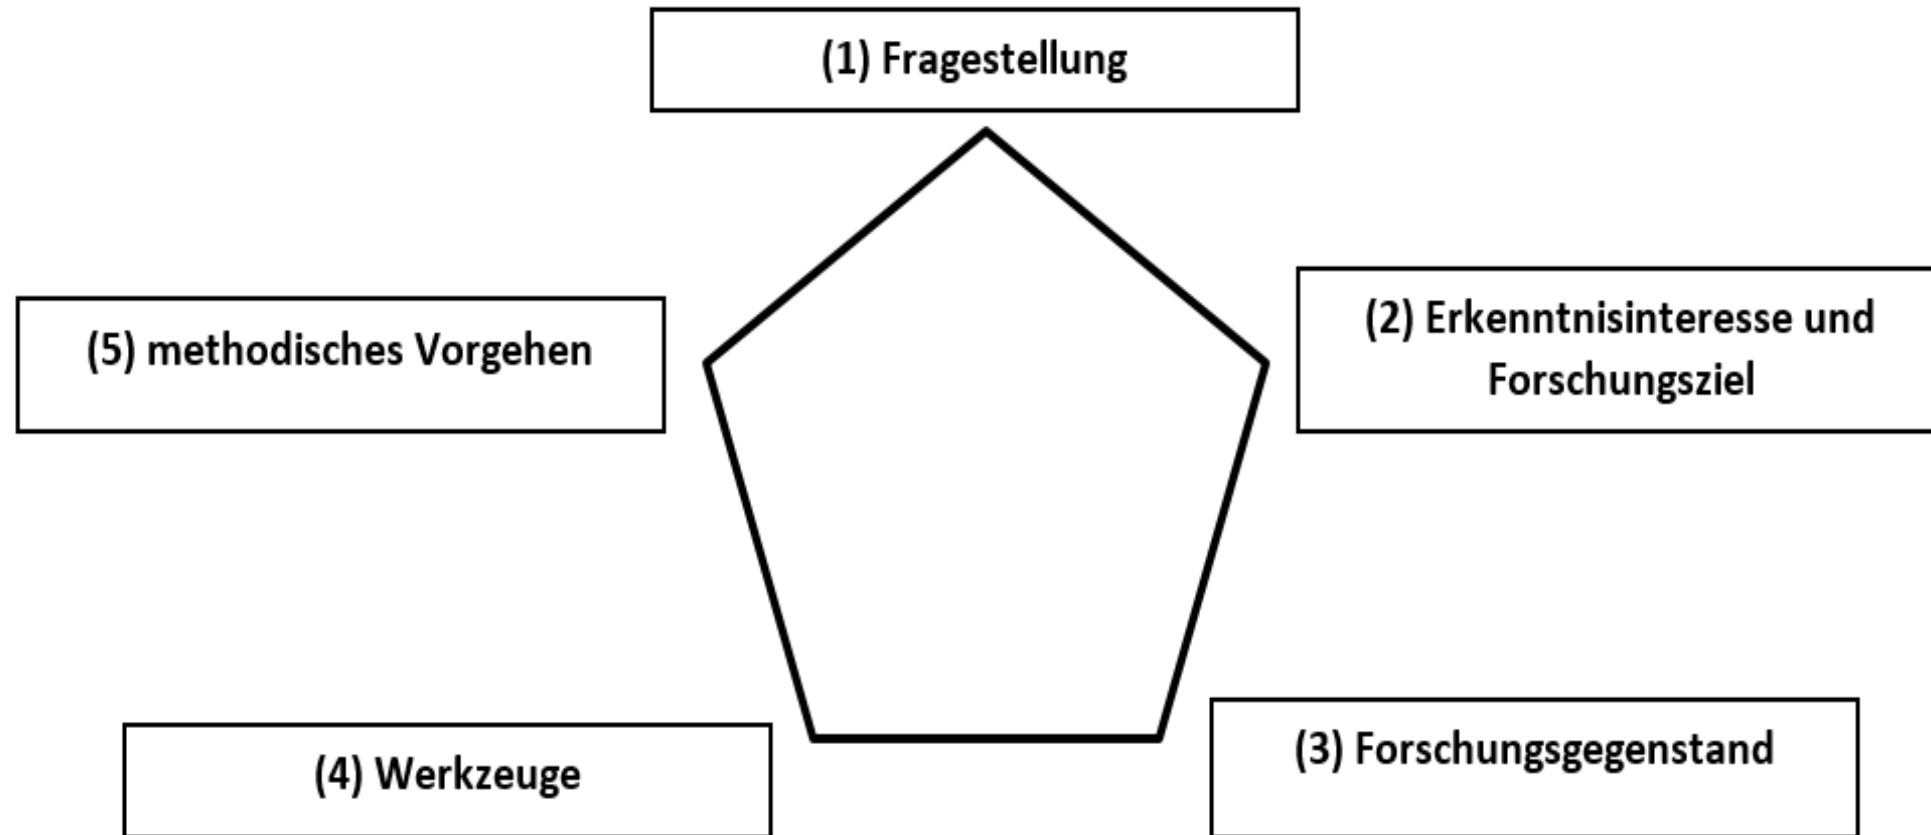 (1) Fragestellung
(2) Erkenntnisinteresse und
Forschungsziel
(3) Forschungsgegenstand
(4) Werkzeuge
(5) methodisches Vorgehen